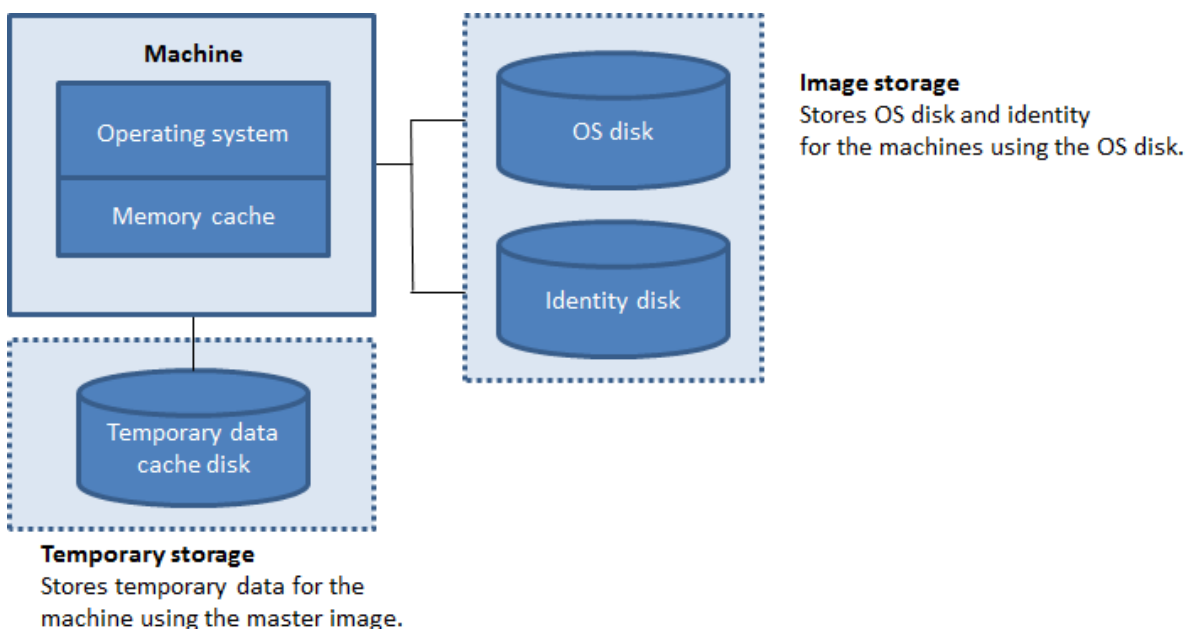 Machine
Operating system
Memory cache
OS disk
Identity disk
Image storage
Stores OS disk and identity
for the machines using the OS disk.
Temporary data
cache disk
Temporary storage
Stores temporary data for the
machine using the master image.